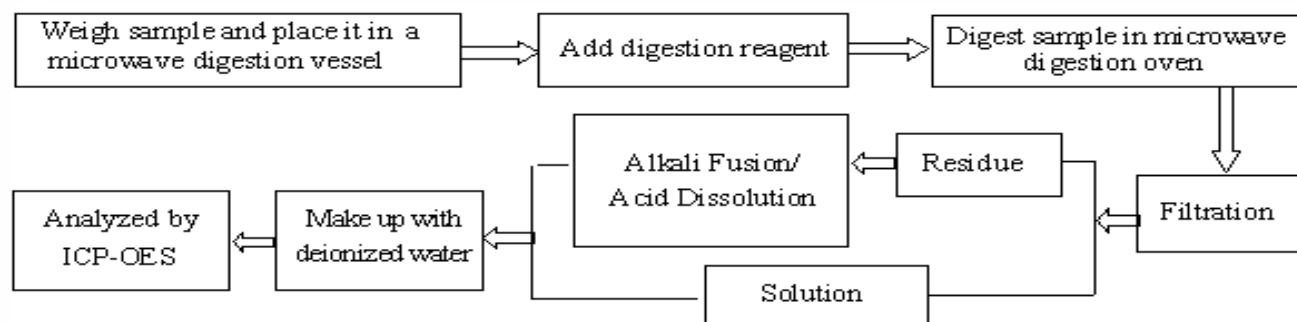 Weigh sample and place it in a
microwave digestion vessel
Add digestion reagent
Digest sample in microwave
digestion oven
Filtration
Residue
Alkali Fusion/
Acid Dissolution
Solution
Make up with
deionized water
Analyzed by
ICP-OES